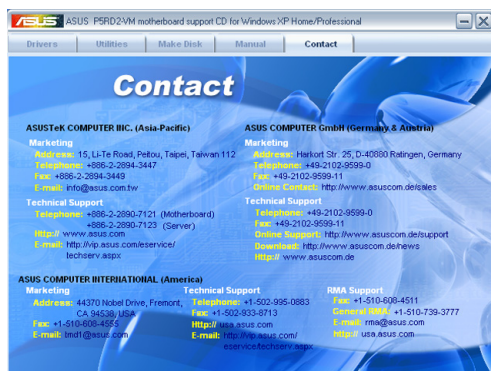 ASUS ASUS P5RD2-VM motherboard support CD for Windows XP Home/Professional
Drivers Utilities Make Disk Manual Contact
Contact
ASUSTeK COMPUTER INC. (Asia-Pacific)
Marketing
Address: 15, Li-Te Road, Peitou, Taipei, Taiwan 112
Telephone: +886-2-2894-3447
Fax: +886-2-2894-3449
E-mail: info@asus.com.tw
Technical Support
Telephone: +886-2-2890-7121 (Motherboard)
+886-2-2890-7123 (Server)
Http:// www.asus.com
E-mail: http://vip.asus.com/eservice/
techserv.aspx
ASUS COMPUTER GmbH (Germany & Austria)
Marketing
Address: Harkort Str. 25, D-40880 Ratingen, Germany
Telephone: +49-2102-9599-0
Fax: +49-2102-9599-11
Online Contact: http://www.asuscom.de/sales
Technical Support
Telephone: +49-2102-9599-0
Fax: +49-2102-9599-11
Online Support: http://www.asuscom.de/support
Download: http://www.asuscom.de/news
Http:// www.asuscom.de
ASUS COMPUTER INTERNATIONAL (America)
Marketing
Address: 44370 Nobel Drive, Fremont,
CA 94538, USA
Fax: +1-510-608-4555
E-mail: tmd1@asus.com
Technical Support
Telephone: +1-502-995-0883
Fax: +1-502-933-8713
Http:// usa.asus.com
E-mail: http://vip.asus.com/
eservice/techserv.aspx
RMA Support
Fax: +1-510-608-4511
General RMA: +1-510-739-3777
E-mail: rma@asus.com
http:// usa.asus.com